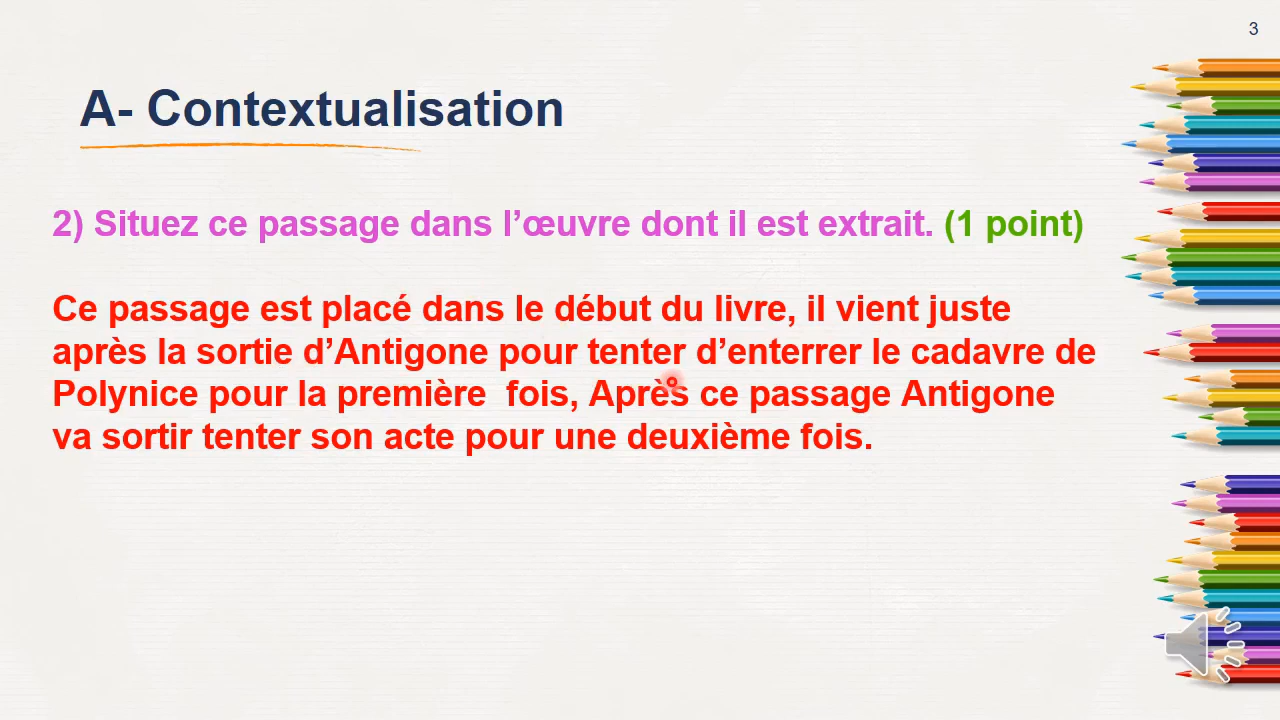 3
A- Contextualisation
2) Situez ce passage dans l’œuvre dont il est extrait. (1 point)
Ce passage est placé dans le début du livre, il vient juste
après la sortie d’Antigone pour tenter d’enterrer le cadavre de
Polynice pour la première  fois, Après ce passage Antigone
va sortir tenter son acte pour une deuxième fois.